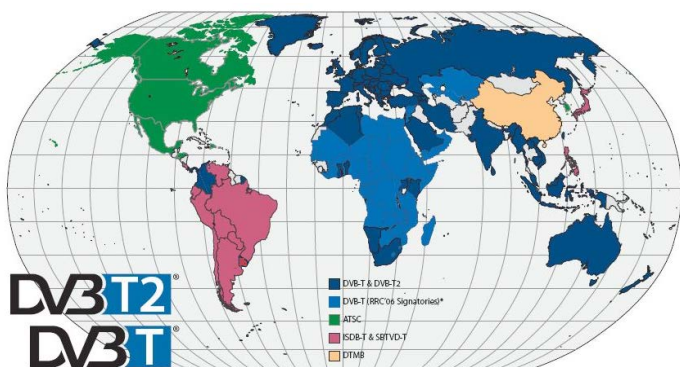 DVB T2®
DVB T®
DVB-T & DVB-T2
DVB-T (RRC'06 Signatories)*
ATSC
ISDB-T & SBTVD-T
DTMB